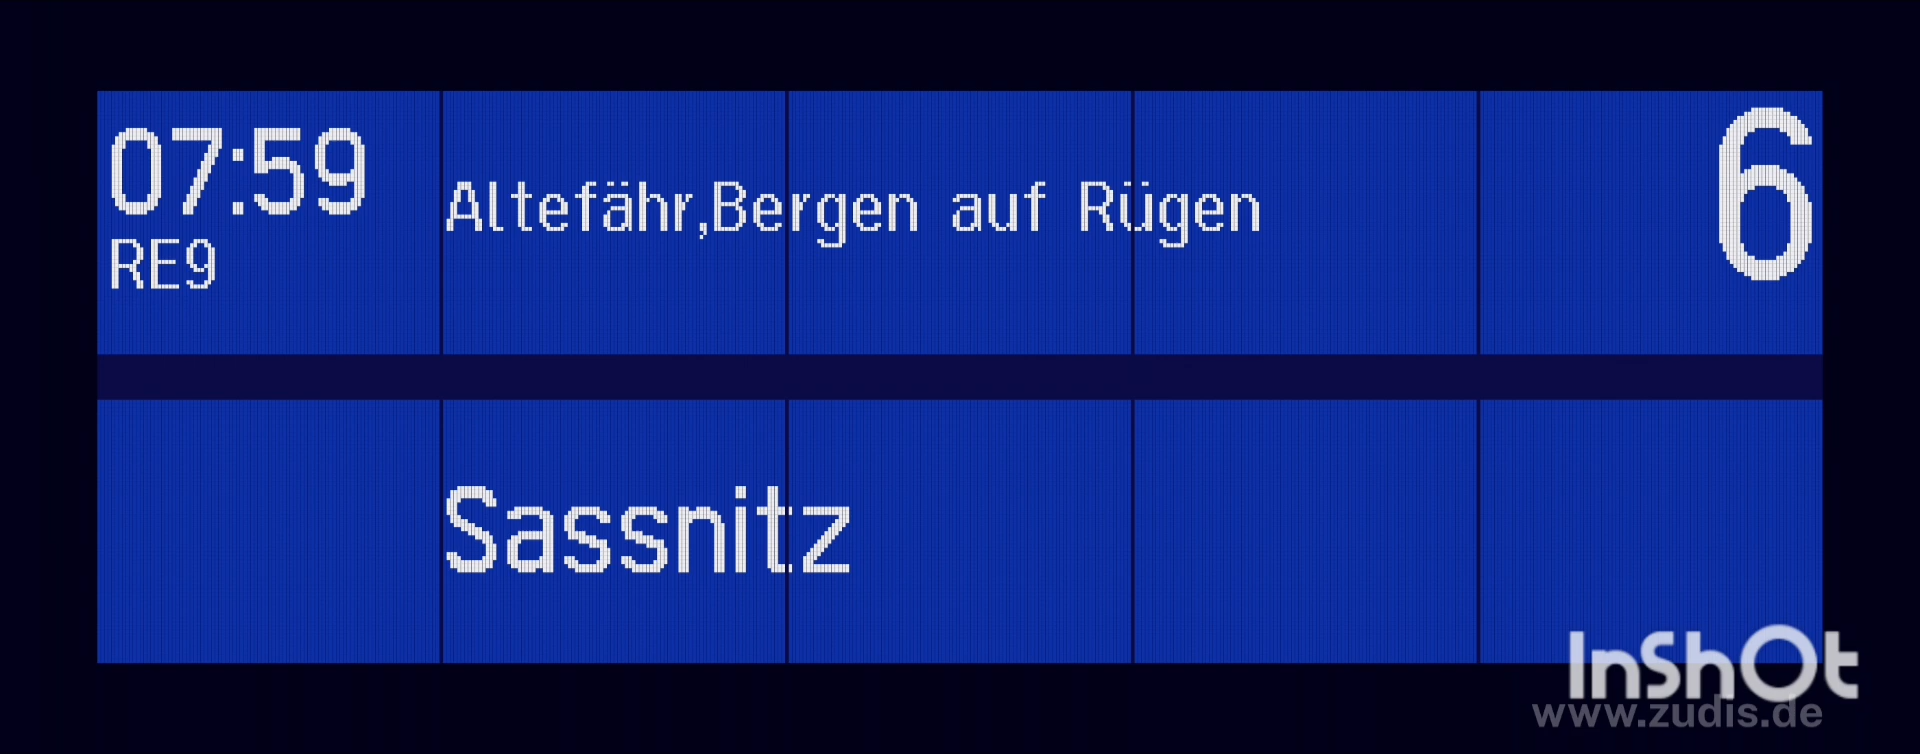 07:59
Altefähr,Bergen auf Rügen
6
RE9
Sassnitz
InShOt
www.zudis.de